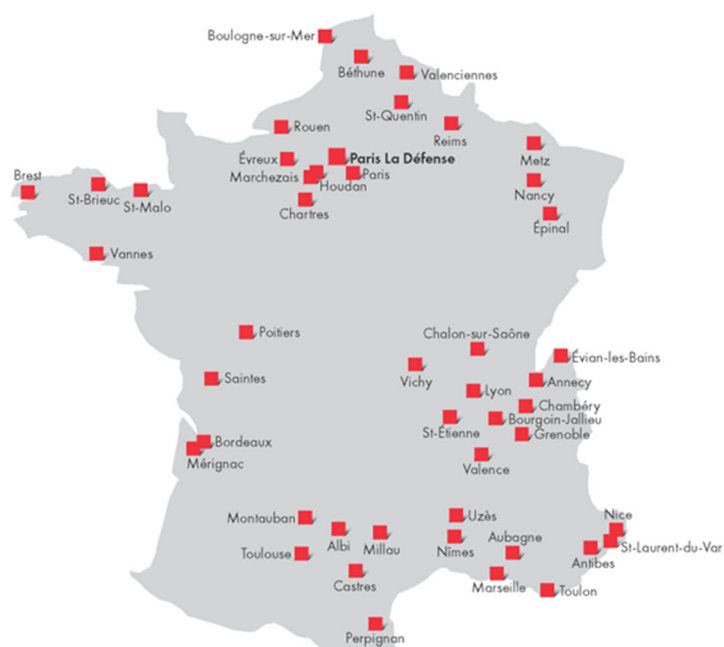 Boulogne-sur-Mer
Béthune
Valenciennes
St-Quentin
Rouen
Reims
Évreux
Paris La Défense
Metz
Marchezais
Houdan
Paris
Brest
St-Brieuc
St-Malo
Nancy
Chartres
Épinal
Vannes
Poitiers
Chalon-sur-Saône
Évian-les-Bains
Saintes
Vichy
Annecy
Lyon
Chambéry
Bourgoin-Jallieu
St-Étienne
Grenoble
Bordeaux
Mérignac
Valence
Montauban
Uzès
Nice
Albi
Millau
Nîmes
Aubagne
St-Laurent-du-Var
Toulouse
Antibes
Castres
Marseille
Toulon
Perpignan